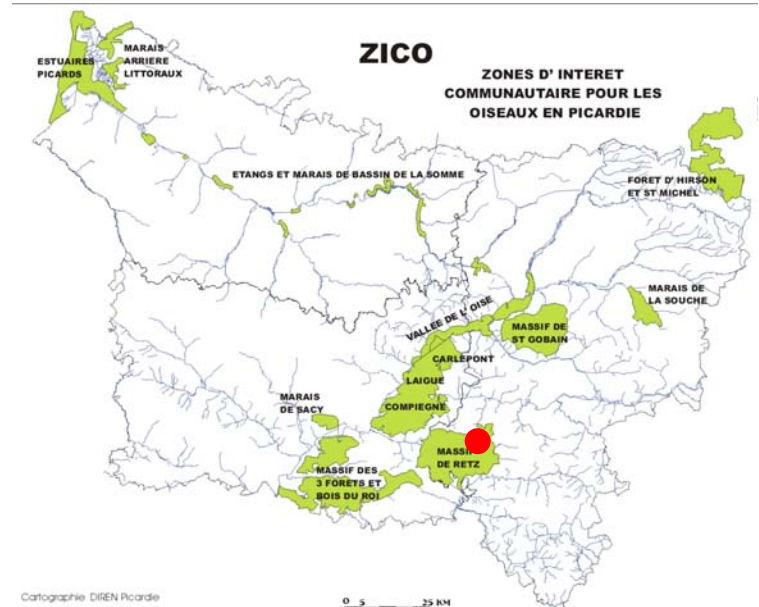 ZICO
ZONES D' INTERET
COMMUNAUTAIRE POUR LES
OISEAUX EN PICARDIE
ESTUAIRES
PICARDS
MARAIS
ARRIERE
LITTORAUX
ETANGS ET MARAIS DE BASSIN DE LA SOMME
FORET D' HIRSON
ET ST MICHEL
MARAIS DE
LA SOUCHE
VALLEE DE L' OISE
MASSIF DE
ST GOBAIN
CARLEPONT
LAIGUE
COMPIEGNE
MARAIS
DE SACY
MASSIF
DE RETZ
MASSIF DES
3 FORETS ET
BOIS DU ROI
Cartographie DIREN Picardie
0 5 25 KM